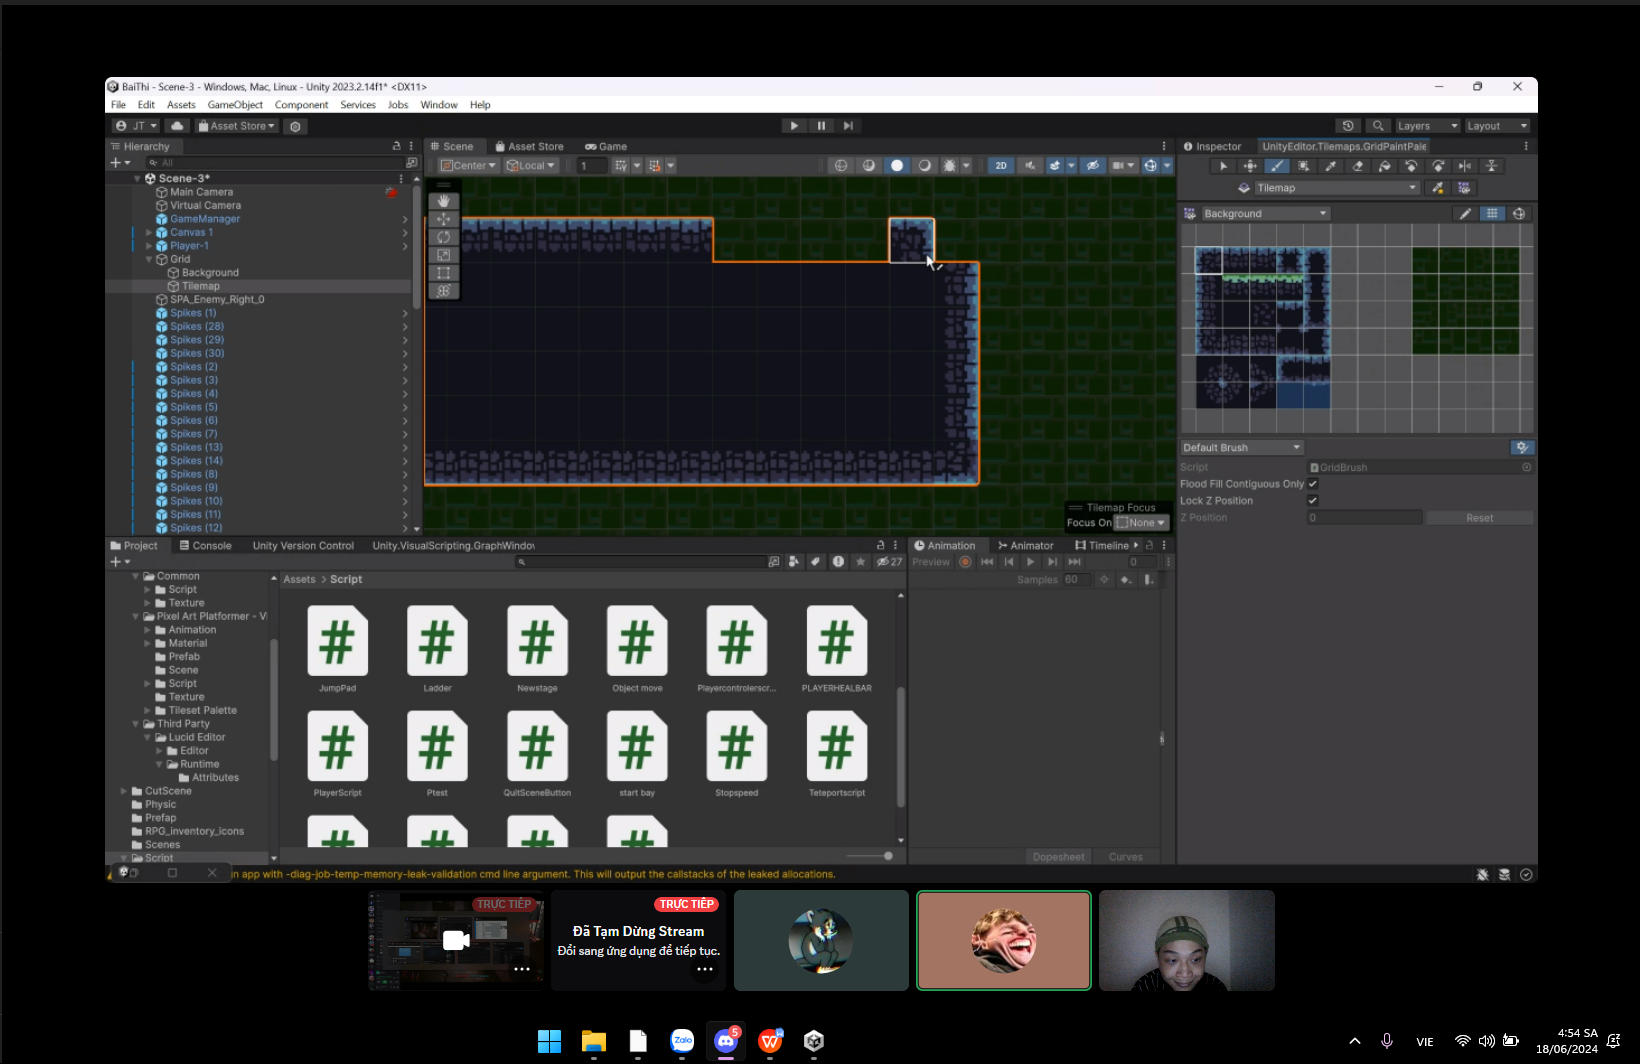 BaiThi - Scene-3 - Windows, Mac, Linux - Unity 2023.2.14f1* <DX11>
File Edit Assets GameObject Component Services Jobs Window Help
JT Asset Store Layers Layout
Hierarchy
All
Scene-3*
Main Camera
Virtual Camera
GameManager
Canvas 1
Player-1
Grid
Background
Tilemap
SPA_Enemy_Right_0
Spikes (1)
Spikes (28)
Spikes (29)
Spikes (30)
Spikes (2)
Spikes (3)
Spikes (4)
Spikes (5)
Spikes (6)
Spikes (7)
Spikes (13)
Spikes (14)
Spikes (8)
Spikes (9)
Spikes (10)
Spikes (11)
Spikes (12)
Scene Asset Store Game
Center Local 1 2D
Tilemap Focus
Focus On None
Inspector UnityEditor.Tilemaps.GridPaintPale
Tilemap
Background
Default Brush
Script GridBrush
Flood Fill Contiguous Only
Lock Z Position
Z Position 0 Reset
Project Console Unity Version Control Unity.VisualScripting.GraphWindow
27
Common
Script
Texture
Pixel Art Platformer - Vi
Animation
Material
Prefab
Scene
Script
Texture
Tileset Palette
Third Party
Lucid Editor
Editor
Runtime
Attributes
CutScene
Physic
Prefap
RPG_inventory_icons
Scenes
Script
Assets > Script
JumpPad Ladder Newstage Object move Playercontrolerscr... PLAYERHEALBAR
PlayerScript Ptest QuitSceneButton start bay Stopspeed Teleportscript
Animation Animator Timeline
Preview 0
Samples 60
Dopesheet Curves
n app with -diag-job-temp-memory-leak-validation cmd line argument. This will output the callstacks of the leaked allocations.
TRỰC TIẾP
TRỰC TIẾP
Đã Tạm Dừng Stream
Đổi sang ứng dụng để tiếp tục.
Zalo
5
W
VIE
4:54 SA
18/06/2024